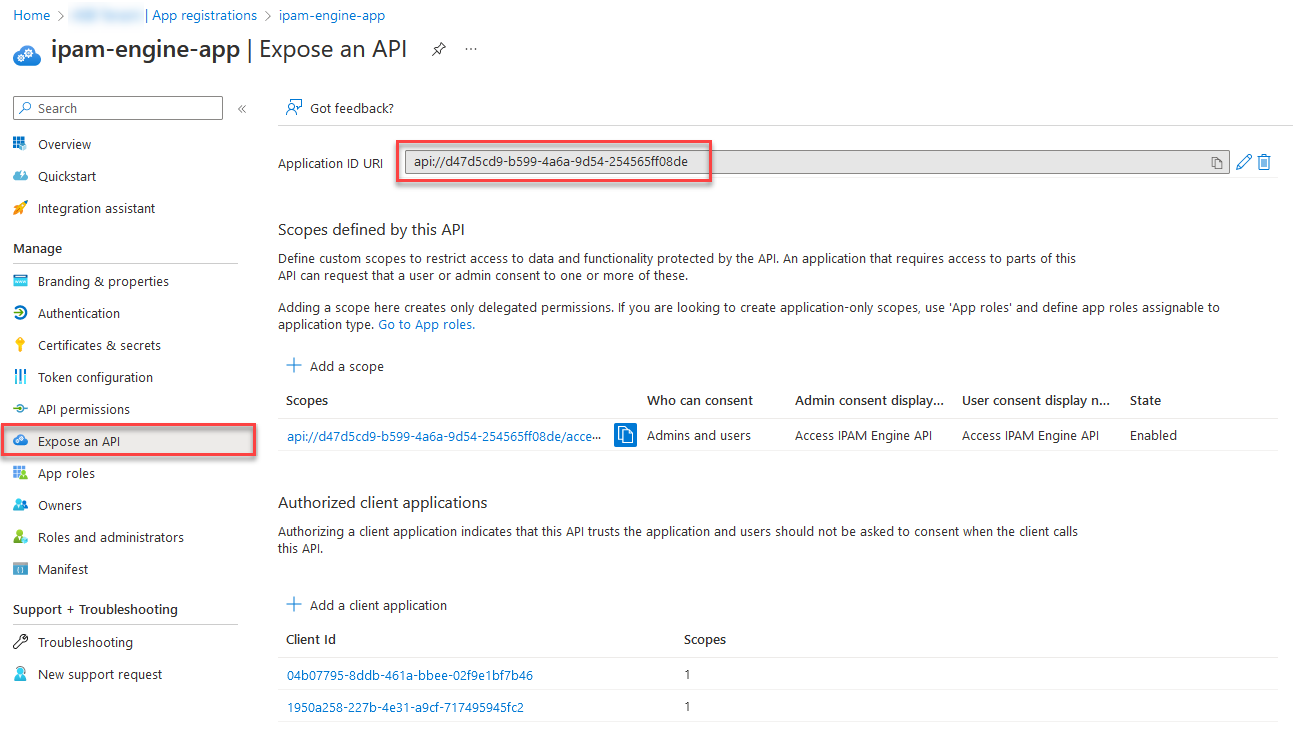 Home > | App registrations > ipam-engine-app
ipam-engine-app | Expose an API
Search
Got feedback?
Overview
Quickstart
Integration assistant
Manage
Branding & properties
Authentication
Certificates & secrets
Token configuration
API permissions
Expose an API
App roles
Owners
Roles and administrators
Manifest
Support + Troubleshooting
Troubleshooting
New support request
Application ID URI api://d47d5cd9-b599-4a6a-9d54-254565ff08de
Scopes defined by this API
Define custom scopes to restrict access to data and functionality protected by the API. An application that requires access to parts of this
API can request that a user or admin consent to one or more of these.
Adding a scope here creates only delegated permissions. If you are looking to create application-only scopes, use 'App roles' and define app roles assignable to
application type. Go to App roles.
Add a scope
Scopes Who can consent Admin consent display... User consent display n... State
api://d47d5cd9-b599-4a6a-9d54-254565ff08de/acce... Admins and users Access IPAM Engine API Access IPAM Engine API Enabled
Authorized client applications
Authorizing a client application indicates that this API trusts the application and users should not be asked to consent when the client calls
this API.
Add a client application
Client Id Scopes
04b07795-8ddb-461a-bbee-02f9e1bf7b46 1
1950a258-227b-4e31-a9cf-717495945fc2 1